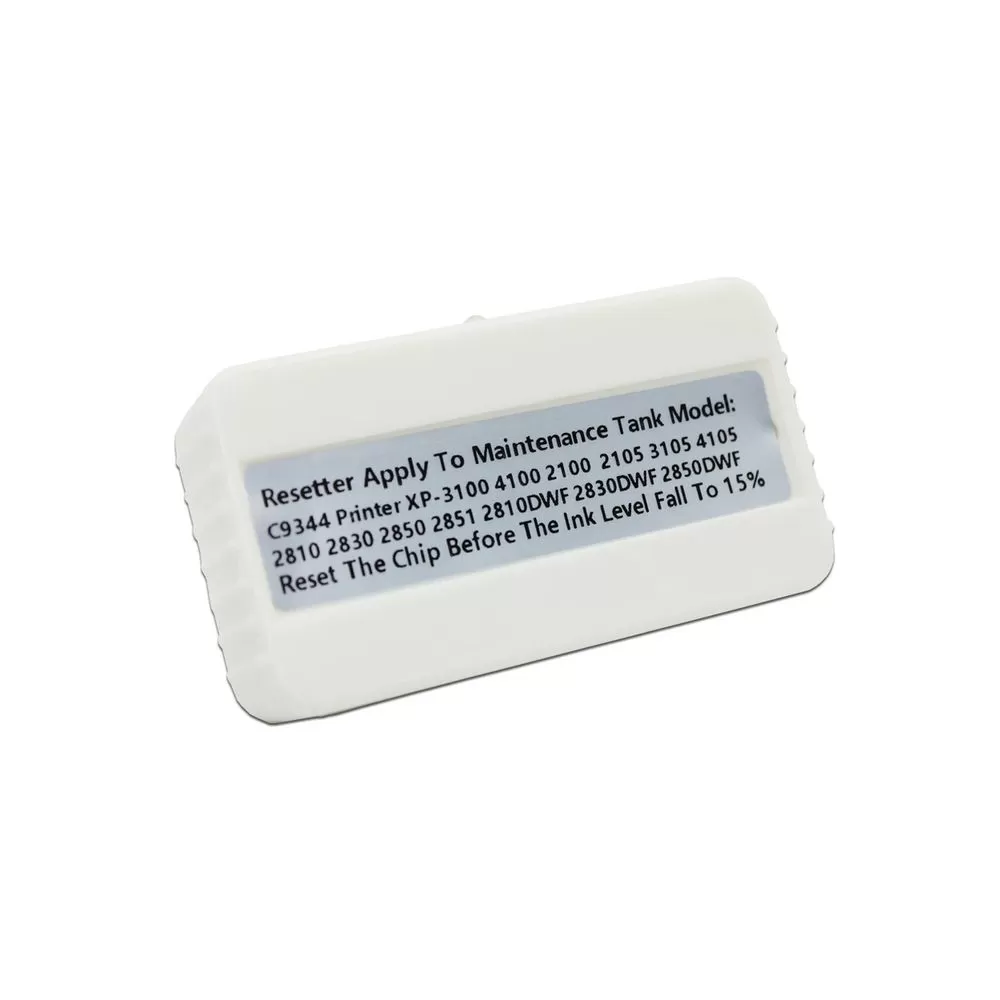 Resetter Apply To Maintenance Tank Model:
C9344 Printer XP-3100 4100 2100 2105 3105 4105
2810 2830 2850 2851 2810DWF 2830DWF 2850DWF
Reset The Chip Before The Ink Level Fall To 15%